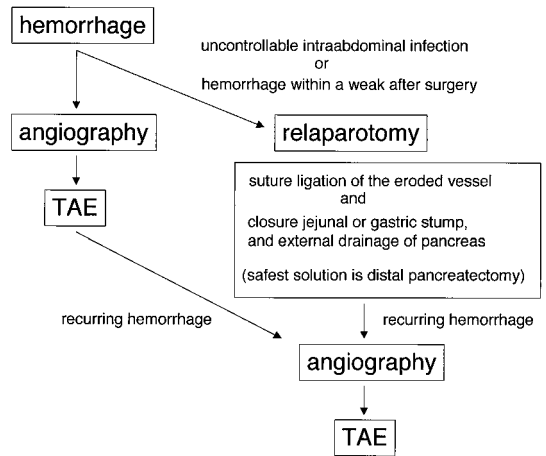 hemorrhage
uncontrollable intraabdominal infection
or
hemorrhage within a weak after surgery
angiography
relaparotomy
TAE
suture ligation of the eroded vessel
and
closure jejunal or gastric stump,
and external drainage of pancreas
(safest solution is distal pancreatectomy)
recurring hemorrhage
recurring hemorrhage
angiography
TAE